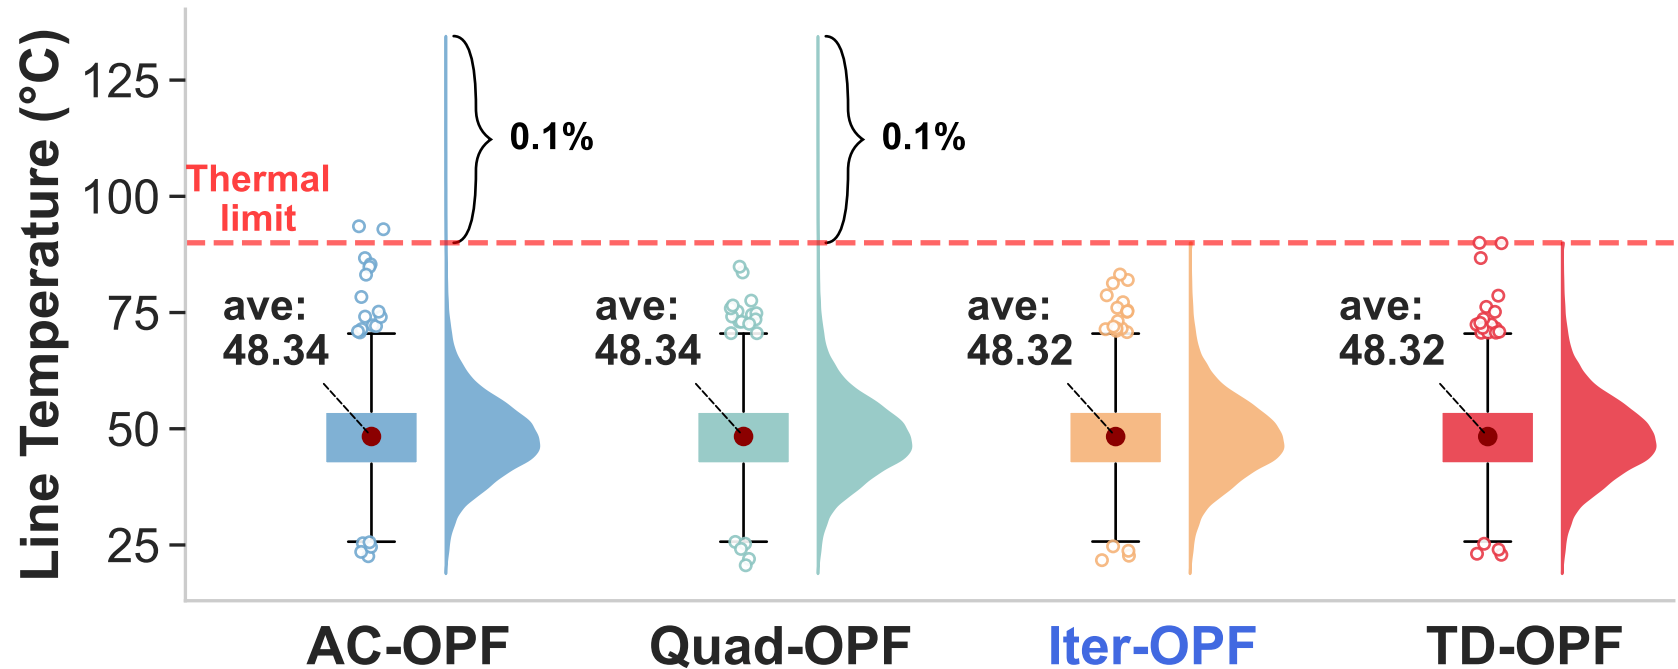 Line Temperature (°C)
125
100
75
50
25
Thermal
limit
0.1%
0.1%
ave:
48.34
ave:
48.34
ave:
48.32
ave:
48.32
AC-OPF
Quad-OPF
Iter-OPF
TD-OPF